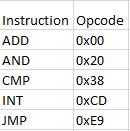 Instruction Opcode
ADD 0x00
AND 0x20
CMP 0x38
INT 0xCD
JMP 0xE9